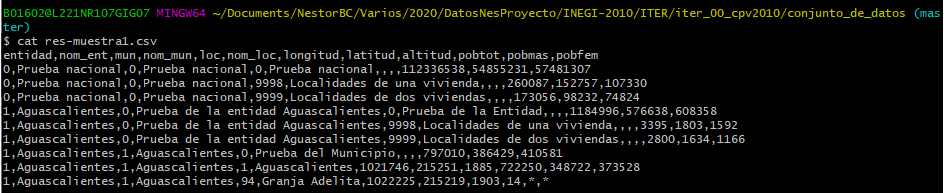 BO16O2@L221NR107GIG07 MINGW64 ~/Documents/NestorBC/Varios/2020/DatosNesProyecto/INEGI-2010/ITER/iter_00_cpv2010/conjunto_de_datos (mas
ter)
$ cat res-muestra1.csv
entidad,nom_ent,mun,nom_mun,loc,nom_loc,longitud,latitud,altitud,pobtot,pobmas,pobfem
0,Prueba nacional,0,Prueba nacional,0,Prueba nacional,,,,112336538,54855231,57481307
0,Prueba nacional,0,Prueba nacional,9998,Localidades de una vivienda,,,,260087,152757,107330
0,Prueba nacional,0,Prueba nacional,9999,Localidades de dos viviendas,,,,173056,98232,74824
1,Aguascalientes,0,Prueba de la entidad Aguascalientes,0,Prueba de la Entidad,,,,1184996,576638,608358
1,Aguascalientes,0,Prueba de la entidad Aguascalientes,9998,Localidades de una vivienda,,,,3395,1803,1592
1,Aguascalientes,0,Prueba de la entidad Aguascalientes,9999,Localidades de dos viviendas,,,,2800,1634,1166
1,Aguascalientes,1,Aguascalientes,0,Prueba del Municipio,,,,797010,386429,410581
1,Aguascalientes,1,Aguascalientes,1,Aguascalientes,1021746,215251,1885,722250,348722,373528
1,Aguascalientes,1,Aguascalientes,94,Granja Adelita,1022225,215219,1903,14,*,*